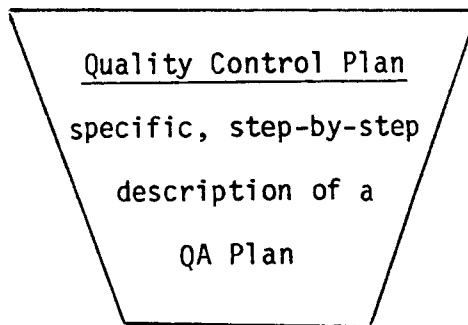 Quality Control Plan
specific, step-by-step
description of a
QA Plan